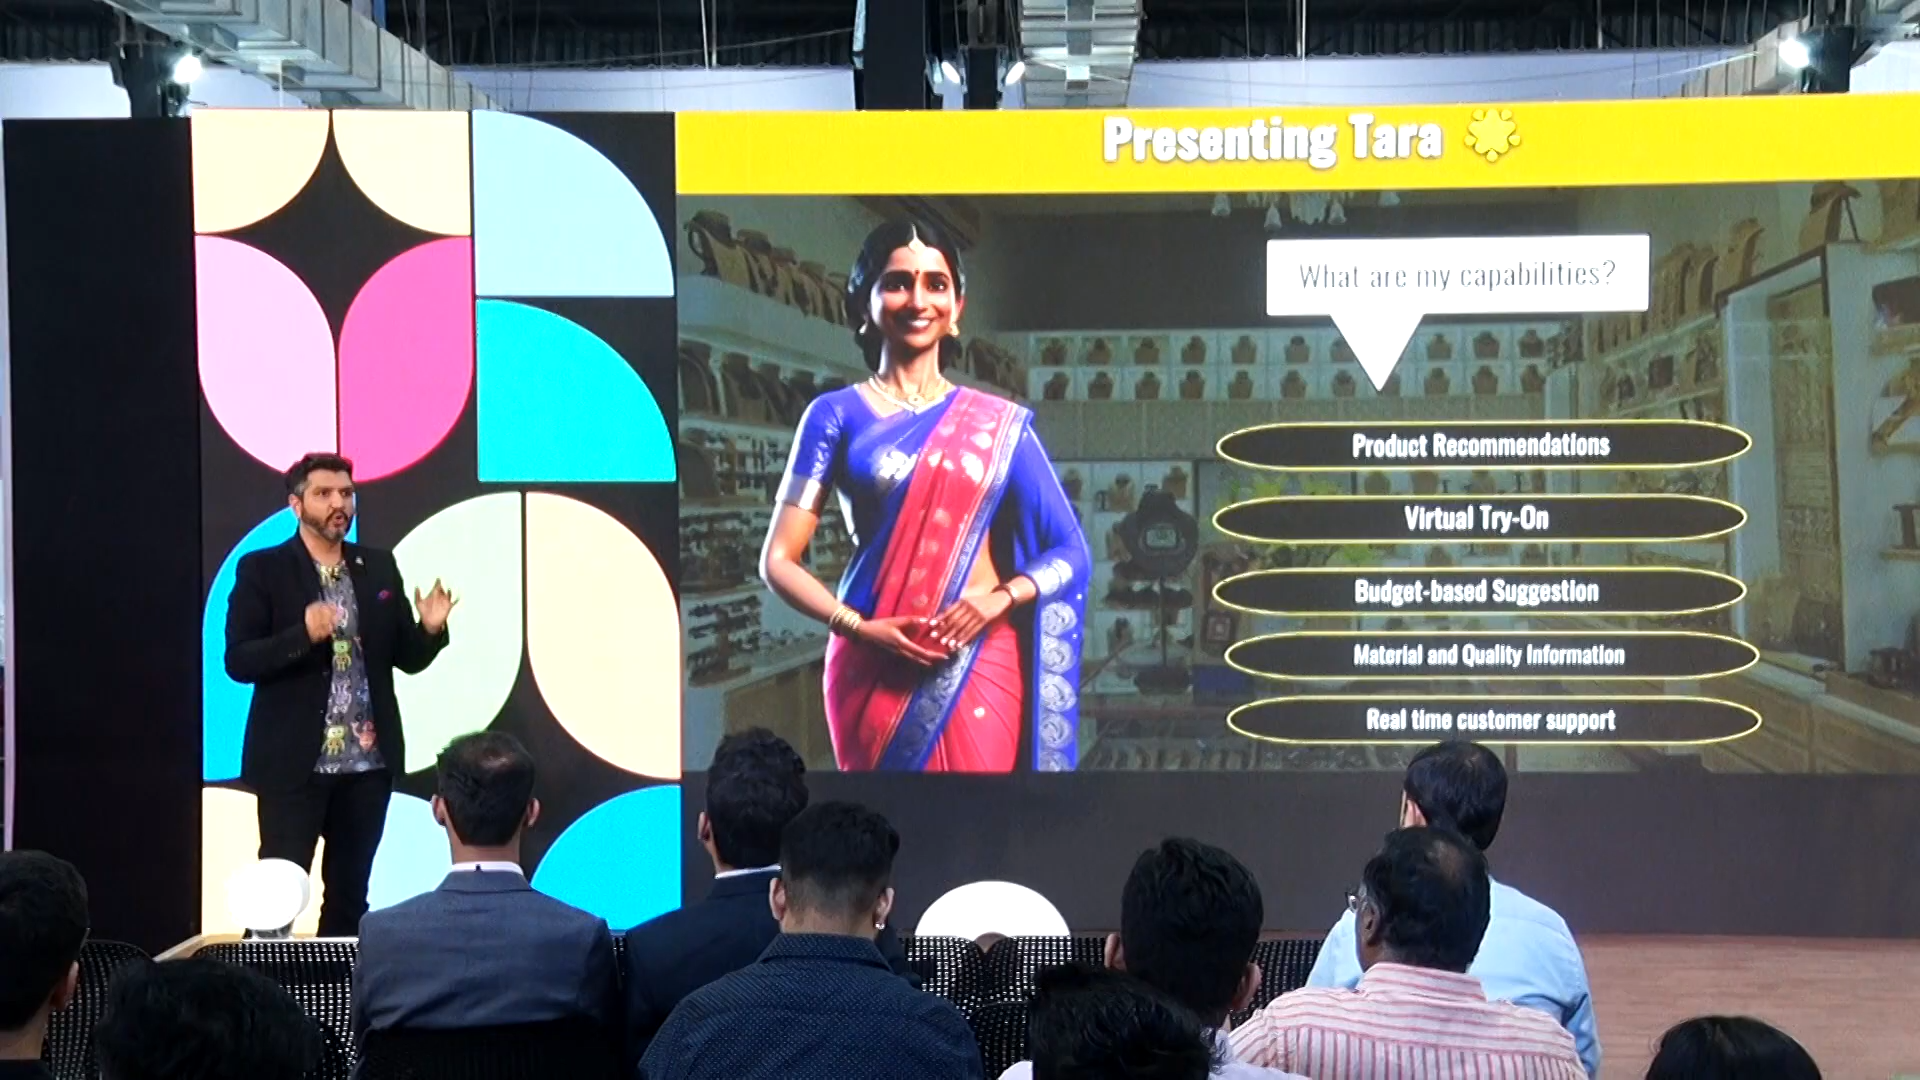 Presenting Tara
What are my capabilities?
Product Recommendations
Virtual Try-On
Budget-based Suggestion
Material and Quality Information
Real time customer support